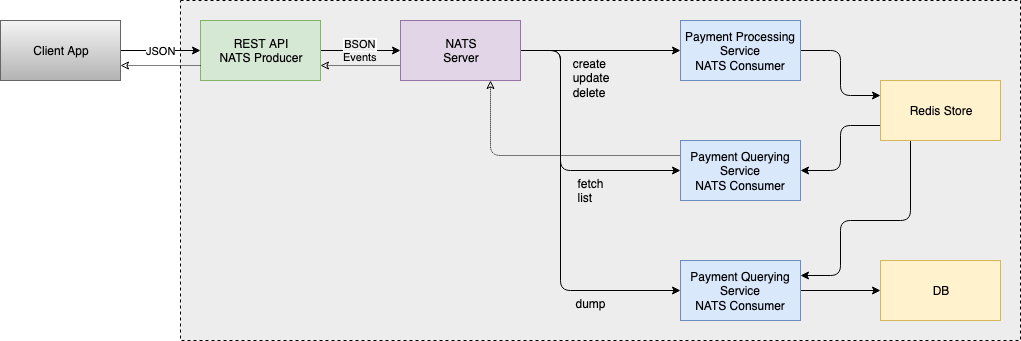 Client App
JSON
REST API
NATS Producer
BSON
Events
NATS
Server
create
update
delete
Payment Processing
Service
NATS Consumer
Redis Store
fetch
list
Payment Querying
Service
NATS Consumer
dump
Payment Querying
Service
NATS Consumer
DB